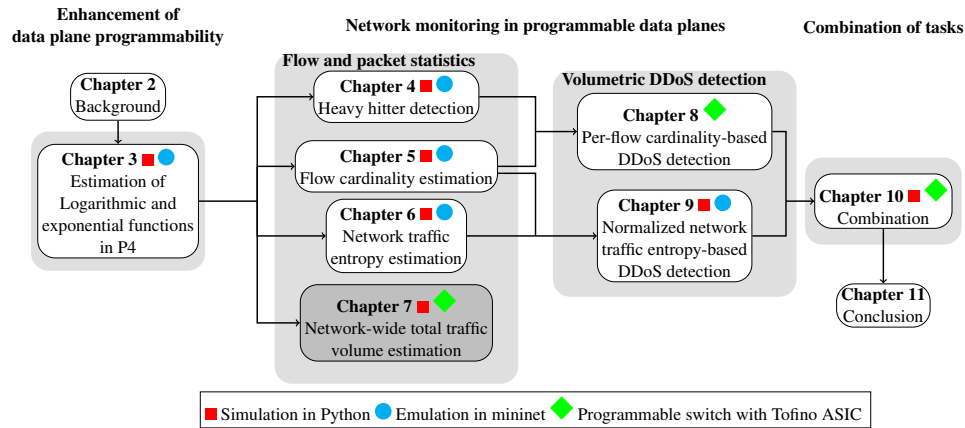 Enhancement of
data plane programmability
Network monitoring in programmable data planes
Combination of tasks
Chapter 2
Background
Chapter 3
Estimation of
Logarithmic and
exponential functions
in P4
Flow and packet statistics
Chapter 4
Heavy hitter detection
Chapter 5
Flow cardinality estimation
Chapter 6
Network traffic
entropy estimation
Chapter 7
Network-wide total traffic
volume estimation
Volumetric DDoS detection
Chapter 8
Per-flow cardinality-based
DDoS detection
Chapter 9
Normalized network
traffic entropy-based
DDoS detection
Chapter 10
Combination
Chapter 11
Conclusion
Simulation in Python Emulation in mininet Programmable switch with Tofino ASIC